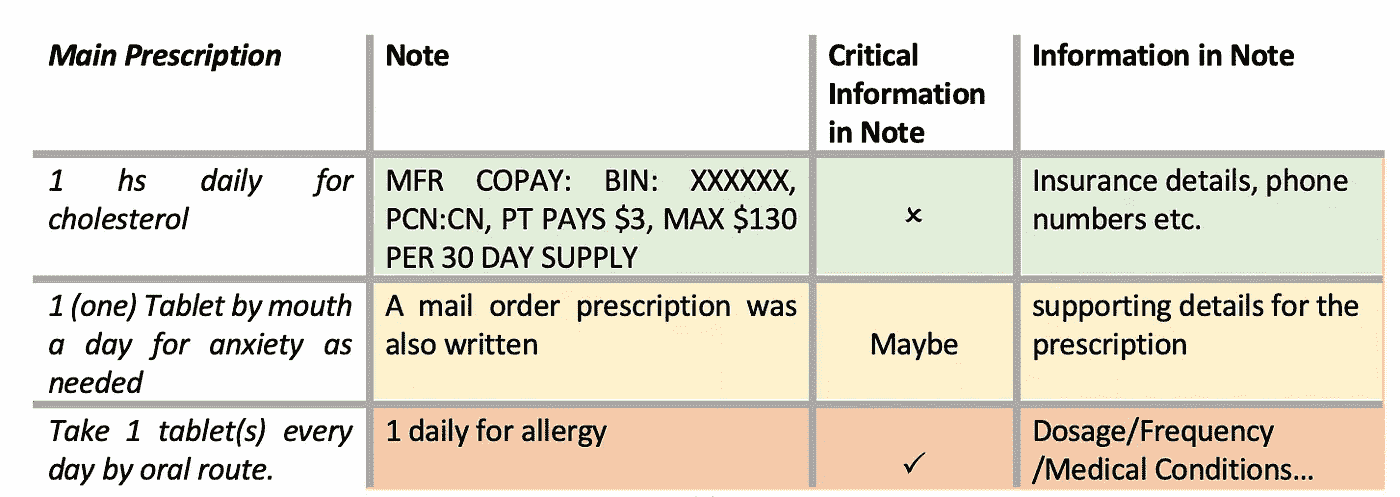 Main Prescription
Note
Critical
Information
in Note
Information in Note
1 hs daily for
cholesterol
MFR COPAY: BIN: XXXXXX,
PCN:CN, PT PAYS $3, MAX $130
PER 30 DAY SUPPLY
×
Insurance details, phone
numbers etc.
1 (one) Tablet by mouth
a day for anxiety as
needed
A mail order prescription was
also written
Maybe
supporting details for the
prescription
Take 1 tablet(s) every
day by oral route.
1 daily for allergy
✓
Dosage/Frequency
/Medical Conditions...